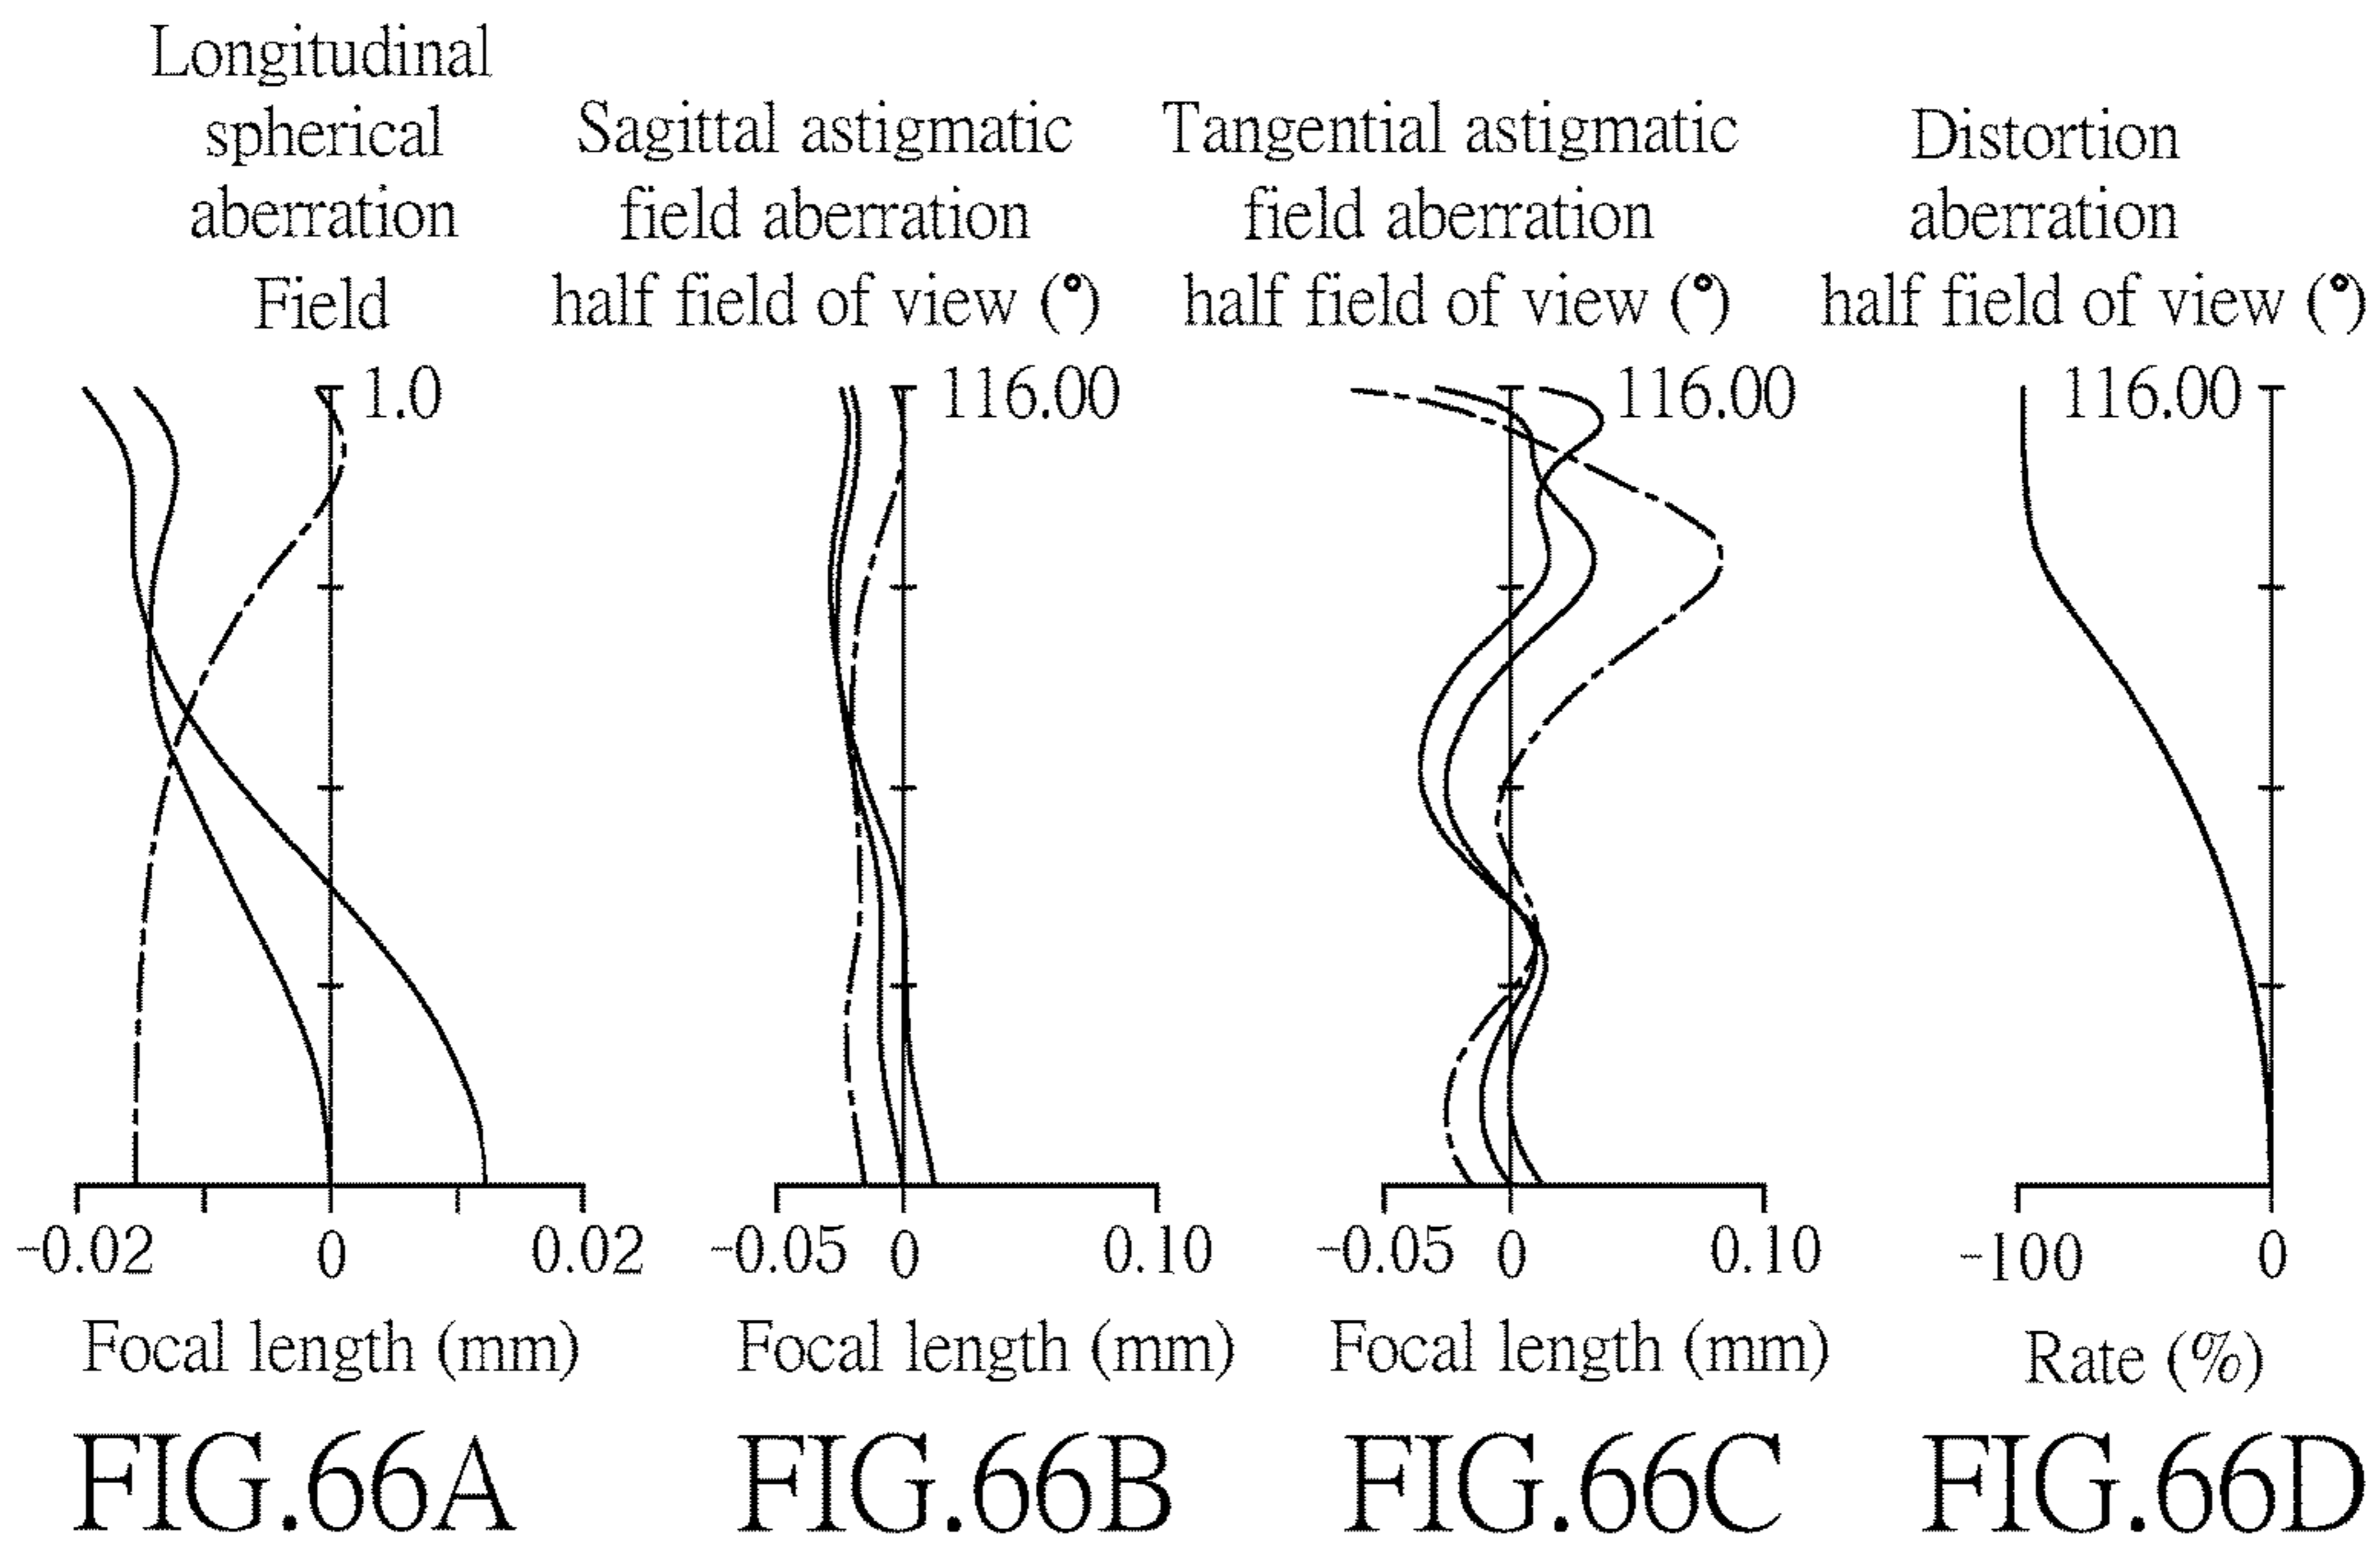 Longitudinal
spherical
aberration
Field
1.0
-0.02 0 0.02
Focal length (mm)
FIG.66A
Sagittal astigmatic
field aberration
half field of view (°)
116.00
-0.05 0 0.10
Focal length (mm)
FIG.66B
Tangential astigmatic
field aberration
half field of view (°)
116.00
-0.05 0 0.10
Focal length (mm)
FIG.66C
Distortion
aberration
half field of view (°)
116.00
-100 0
Rate (%)
FIG.66D